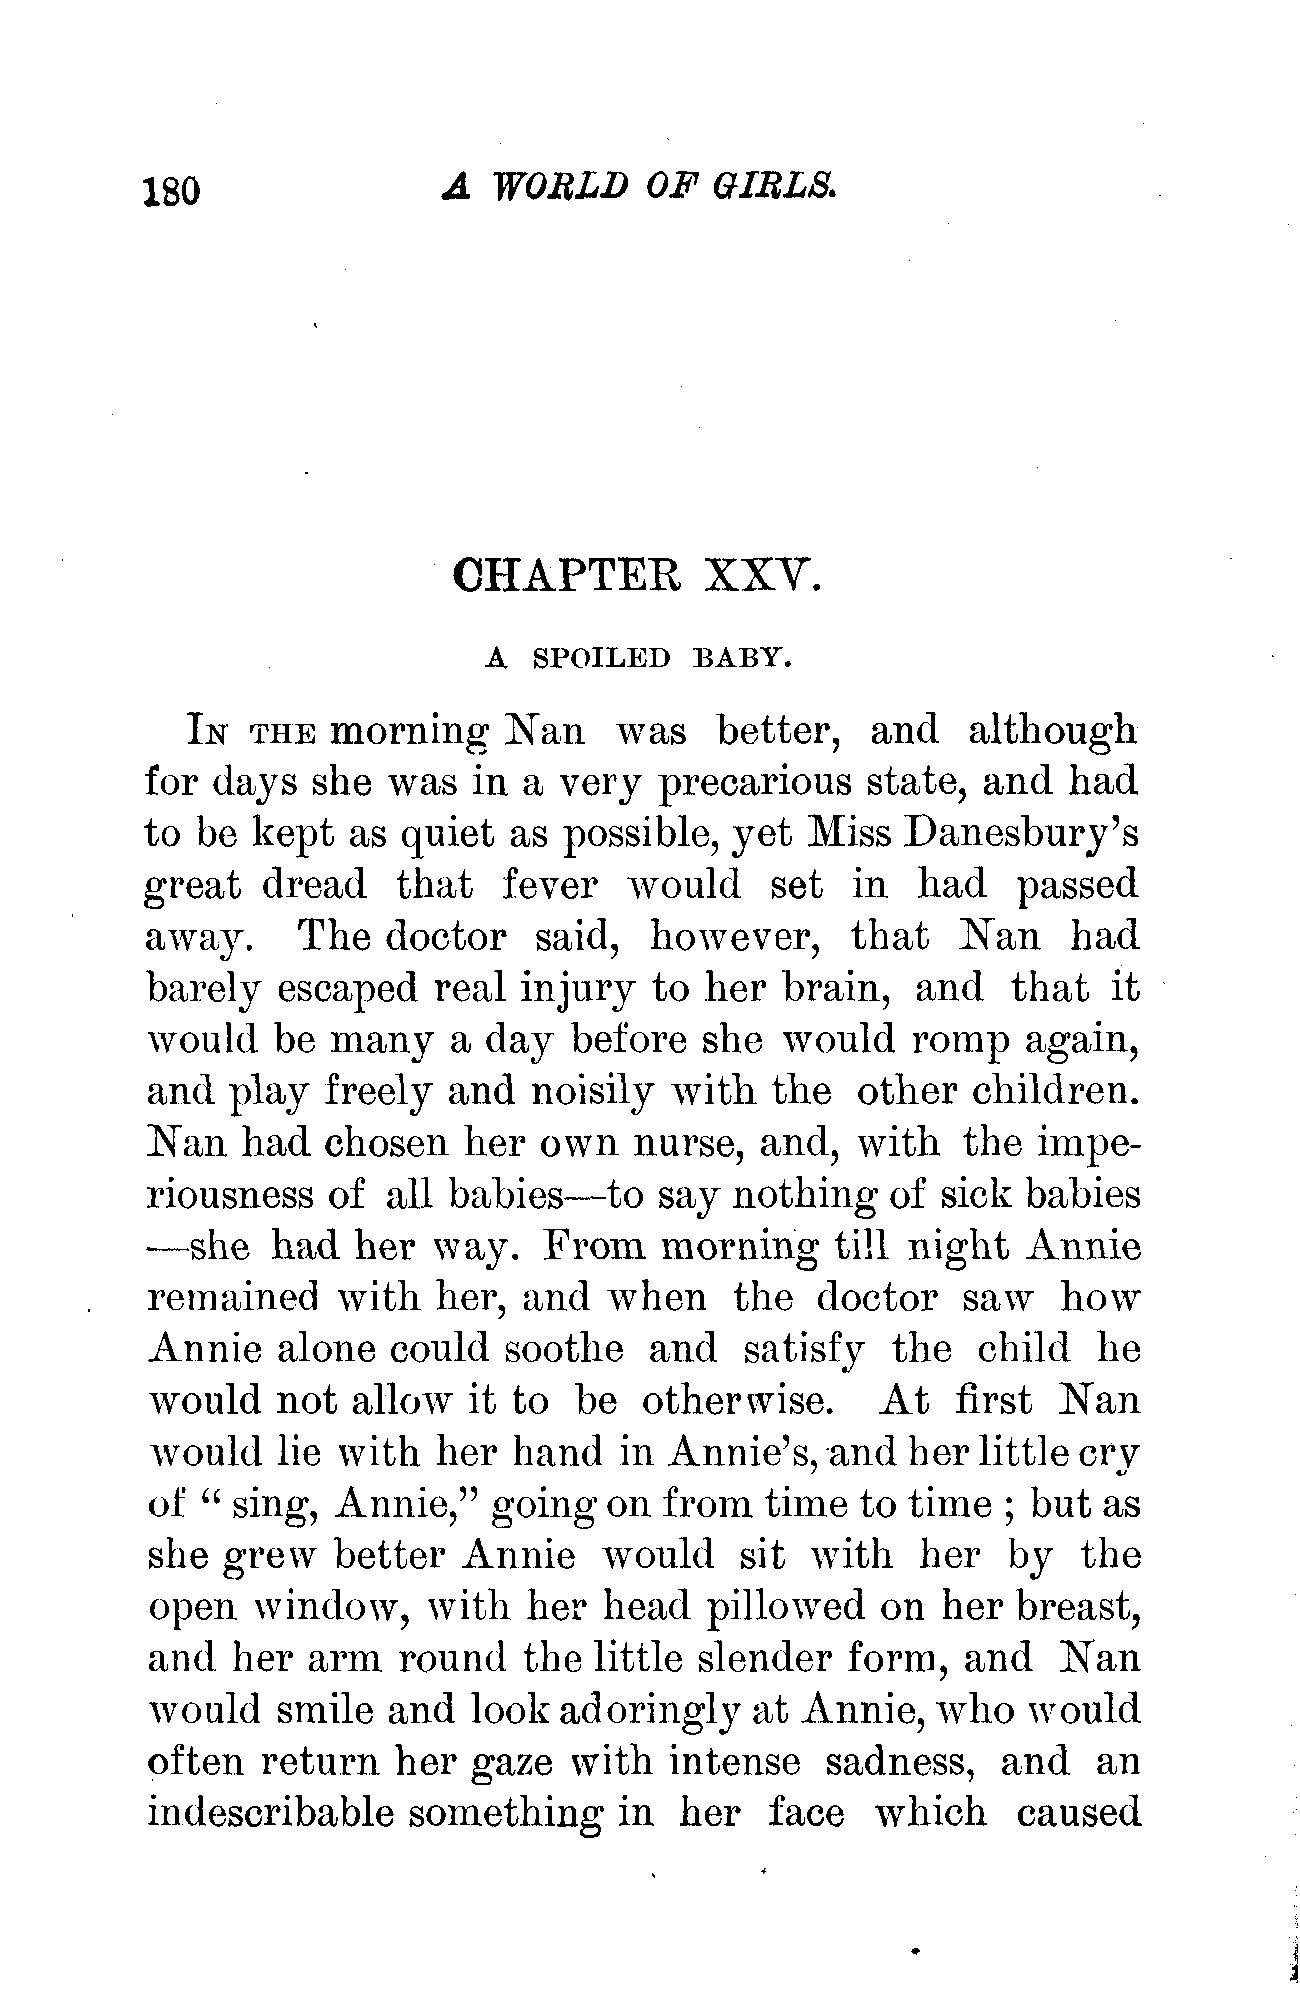 180 A WORLD OF GIRLS.
CHAPTER XXV.
A SPOILED BABY.
IN THE morning Nan was better, and although
for days she was in a very precarious state, and had
to be kept as quiet as possible, yet Miss Danesbury's
great dread that fever would set in had passed
away. The doctor said, however, that Nan had
barely escaped real injury to her brain, and that it
would be many a day before she would romp again,
and play freely and noisily with the other children.
Nan had chosen her own nurse, and, with the impe-
riousness of all babies—to say nothing of sick babies
—she had her way. From morning till night Annie
remained with her, and when the doctor saw how
Annie alone could soothe and satisfy the child he
would not allow it to be otherwise. At first Nan
would lie with her hand in Annie's, and her little cry
of "sing, Annie," going on from time to time ; but as
she grew better Annie would sit with her by the
open window, with her head pillowed on her breast,
and her arm round the little slender form, and Nan
would smile and look adoringly at Annie, who would
often return her gaze with intense sadness, and an
indescribable something in her face which caused